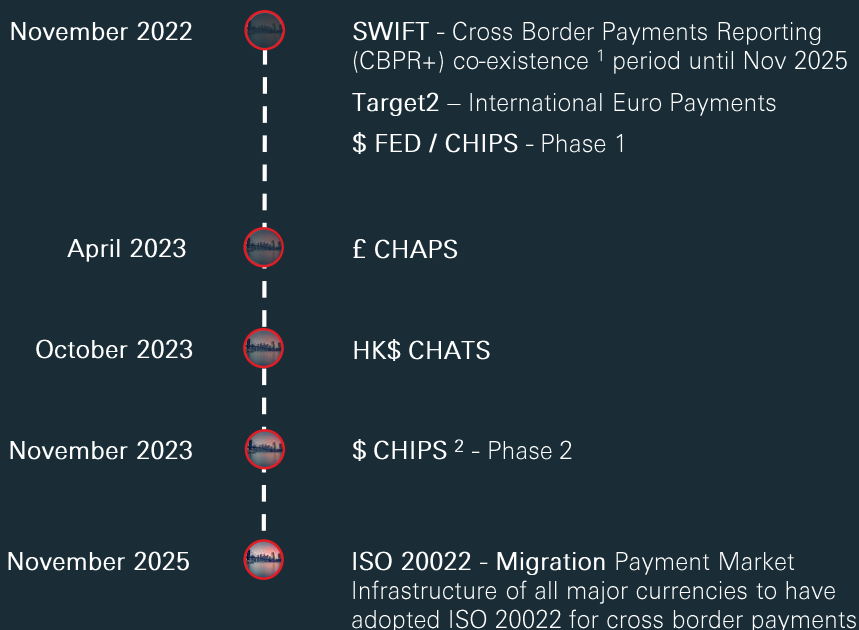 November 2022
SWIFT - Cross Border Payments Reporting
(CBPR+) co-existence ¹ period until Nov 2025
Target2 – International Euro Payments
$ FED / CHIPS - Phase 1
April 2023
£ CHAPS
October 2023
HK$ CHATS
November 2023
$ CHIPS ² - Phase 2
November 2025
ISO 20022 - Migration Payment Market
Infrastructure of all major currencies to have
adopted ISO 20022 for cross border payments